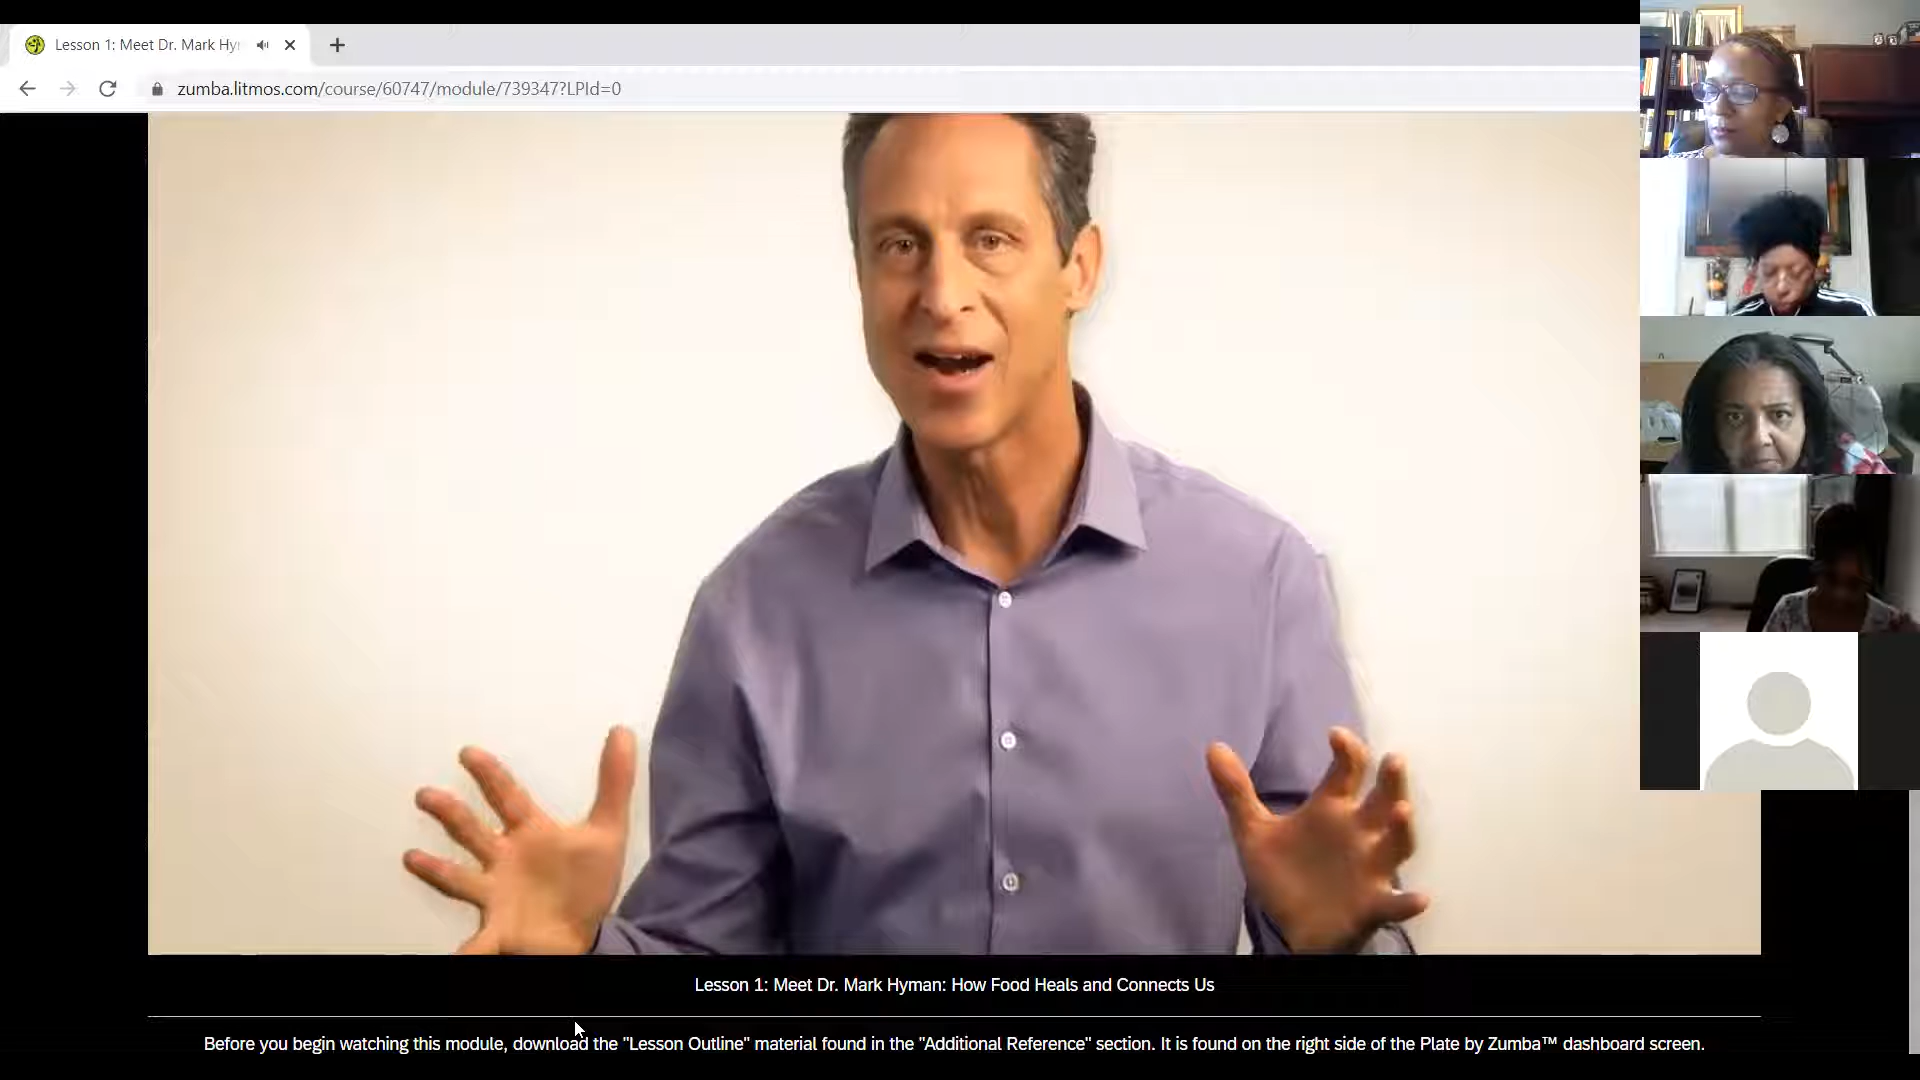 Lesson 1: Meet Dr. Mark Hy
zumba.litmos.com/course/60747/module/739347?LPId=0
Lesson 1: Meet Dr. Mark Hyman: How Food Heals and Connects Us
Before you begin watching this module, download the "Lesson Outline" material found in the "Additional Reference" section. It is found on the right side of the Plate by Zumba™ dashboard screen.